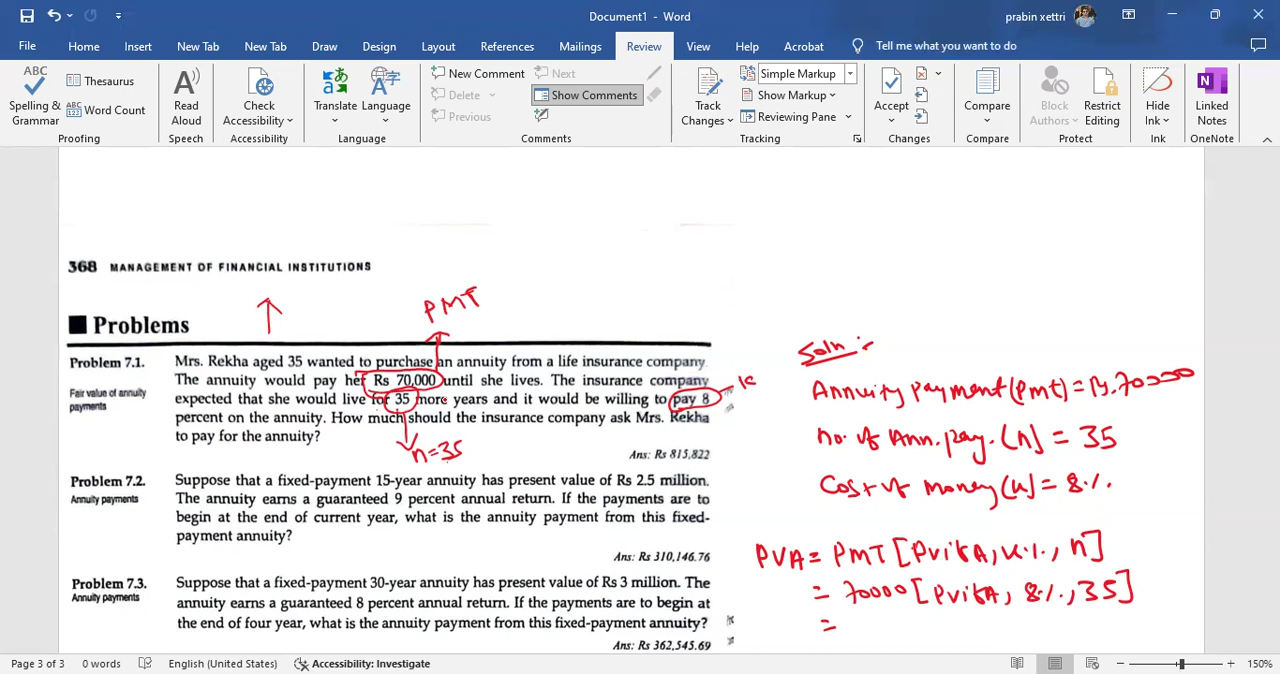 Document1 - Word
prabin xettri
File Home Insert New Tab New Tab Draw Design Layout References Mailings Review View Help Acrobat Tell me what you want to do
ABC
Spelling & Grammar
Thesaurus
ABC 123 Word Count
Proofing
Read Aloud
Speech
Check Accessibility
Accessibility
Translate
Language
Language
New Comment
Delete
Previous
Next
Show Comments
Comments
Track Changes
Simple Markup
Show Markup
Reviewing Pane
Tracking
Accept
Changes
Compare
Compare
Block Authors
Restrict Editing
Protect
Hide Ink
Ink
Linked Notes
OneNote
368 MANAGEMENT OF FINANCIAL INSTITUTIONS
PMT
Problems
Problem 7.1.
Fair value of annuity payments
Mrs. Rekha aged 35 wanted to purchase an annuity from a life insurance company.
The annuity would pay her Rs 70,000 until she lives. The insurance company
expected that she would live for 35 more years and it would be willing to pay 8
percent on the annuity. How much should the insurance company ask Mrs. Rekha
to pay for the annuity?
n=35
Ans: Rs 815,822
Problem 7.2.
Annuity payments
Suppose that a fixed-payment 15-year annuity has present value of Rs 2.5 million.
The annuity earns a guaranteed 9 percent annual return. If the payments are to
begin at the end of current year, what is the annuity payment from this fixed-
payment annuity?
Ans: Rs 310,146.76
Problem 7.3.
Annuity payments
Suppose that a fixed-payment 30-year annuity has present value of Rs 3 million. The
annuity earns a guaranteed 8 percent annual return. If the payments are to begin at
the end of four year, what is the annuity payment from this fixed-payment annuity?
Ans: Rs 362,545.69
Soln :-
Annuity payment (PMT) =
no. of Ann. pay. (n) = 35
Cost of money (k) = 8%
PVA = PMT [PVIFA, k%, n]
= 70000 [PVIFA, 8%, 35]
=
Page 3 of 3 0 words English (United States) Accessibility: Investigate 150%